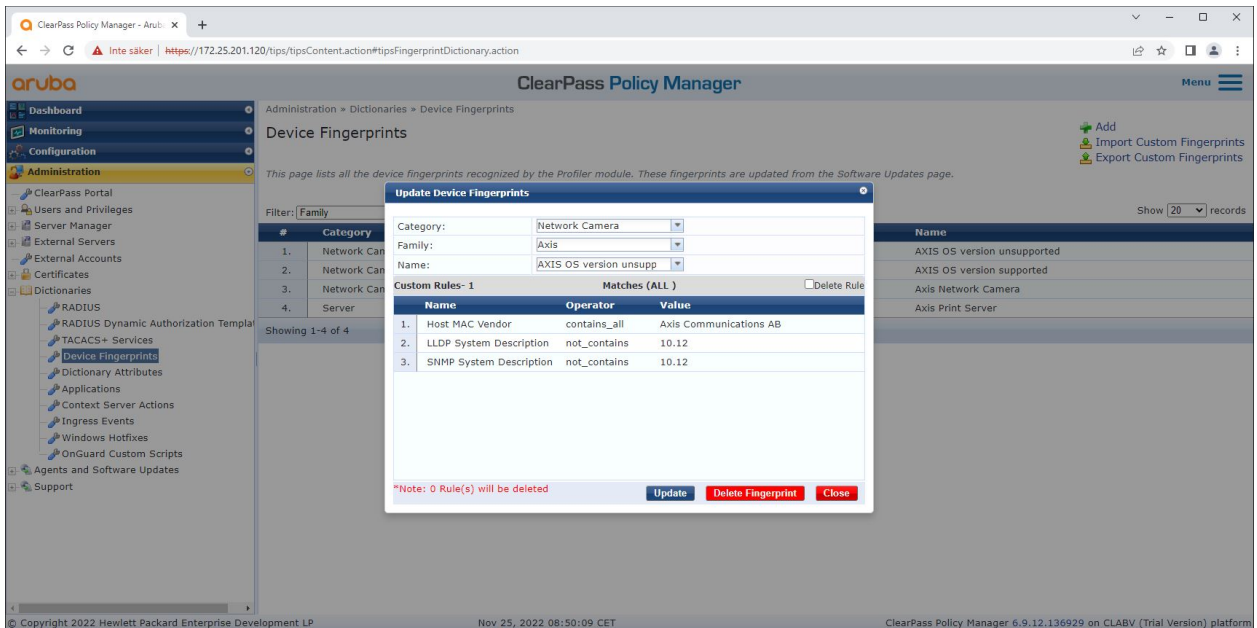 ClearPass Policy Manager - Arub
Inte säker | https://172.25.201.120/tips/tipsContent.action#tipsFingerprintDictionary.action
aruba
ClearPass Policy Manager
Menu
Dashboard
Monitoring
Configuration
Administration
ClearPass Portal
Users and Privileges
Server Manager
External Servers
External Accounts
Certificates
Dictionaries
RADIUS
RADIUS Dynamic Authorization Templat
TACACS+ Services
Device Fingerprints
Dictionary Attributes
Applications
Context Server Actions
Ingress Events
Windows Hotfixes
OnGuard Custom Scripts
Agents and Software Updates
Support
Administration » Dictionaries » Device Fingerprints
Device Fingerprints
Add
Import Custom Fingerprints
Export Custom Fingerprints
This page lists all the device fingerprints recognized by the Profiler module. These fingerprints are updated from the Software Updates page.
Filter: Family
Show 20 records
# Category Name
1. Network Can AXIS OS version unsupported
2. Network Can AXIS OS version supported
3. Network Can Axis Network Camera
4. Server Axis Print Server
Showing 1-4 of 4
Update Device Fingerprints
Category: Network Camera
Family: Axis
Name: AXIS OS version unsupp
Custom Rules- 1 Matches (ALL ) Delete Rule
Name Operator Value
1. Host MAC Vendor contains_all Axis Communications AB
2. LLDP System Description not_contains 10.12
3. SNMP System Description not_contains 10.12
*Note: 0 Rule(s) will be deleted
Update Delete Fingerprint Close
© Copyright 2022 Hewlett Packard Enterprise Development LP Nov 25, 2022 08:50:09 CET ClearPass Policy Manager 6.9.12.136929 on CLABV (Trial Version) platform